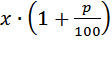 x · (1 + p/100)